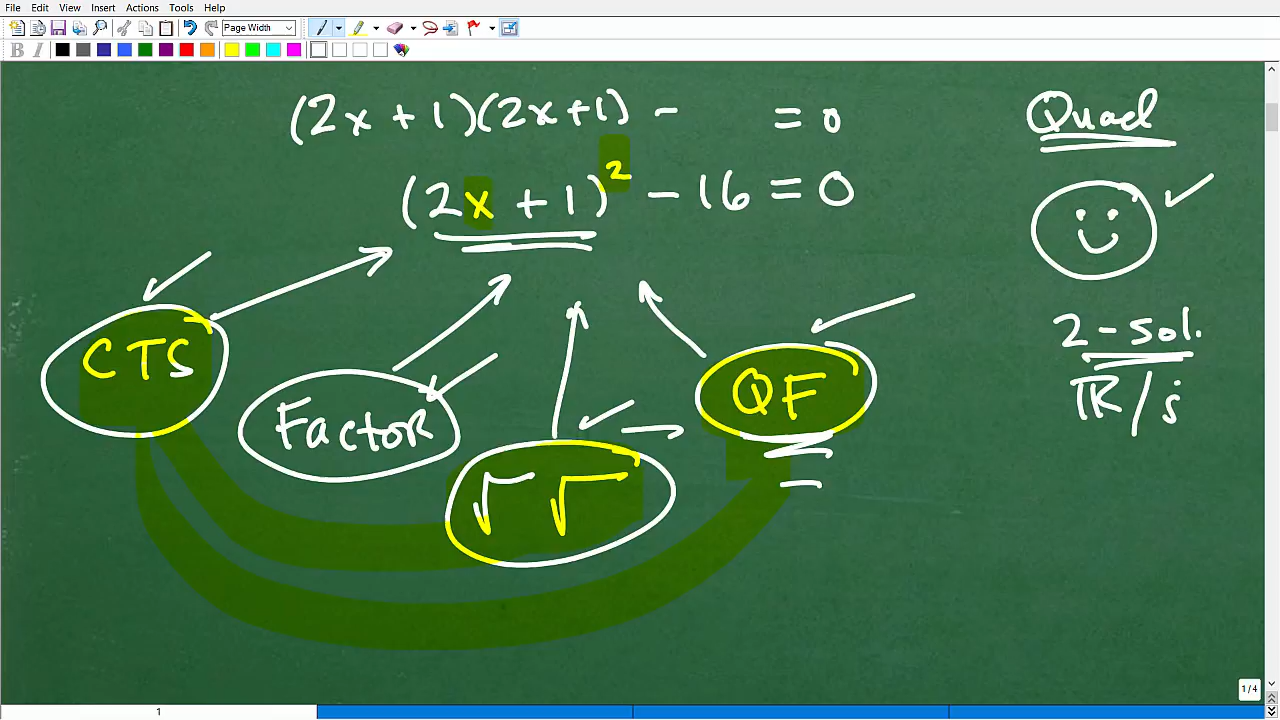 File Edit View Insert Actions Tools Help
Page Width
B I
(2x + 1)(2x+1) -    = 0
(2x + 1)² - 16 = 0
Quad
2 - sol.
ℝ/i
CTS
Factor
√ √
QF
1/4
1